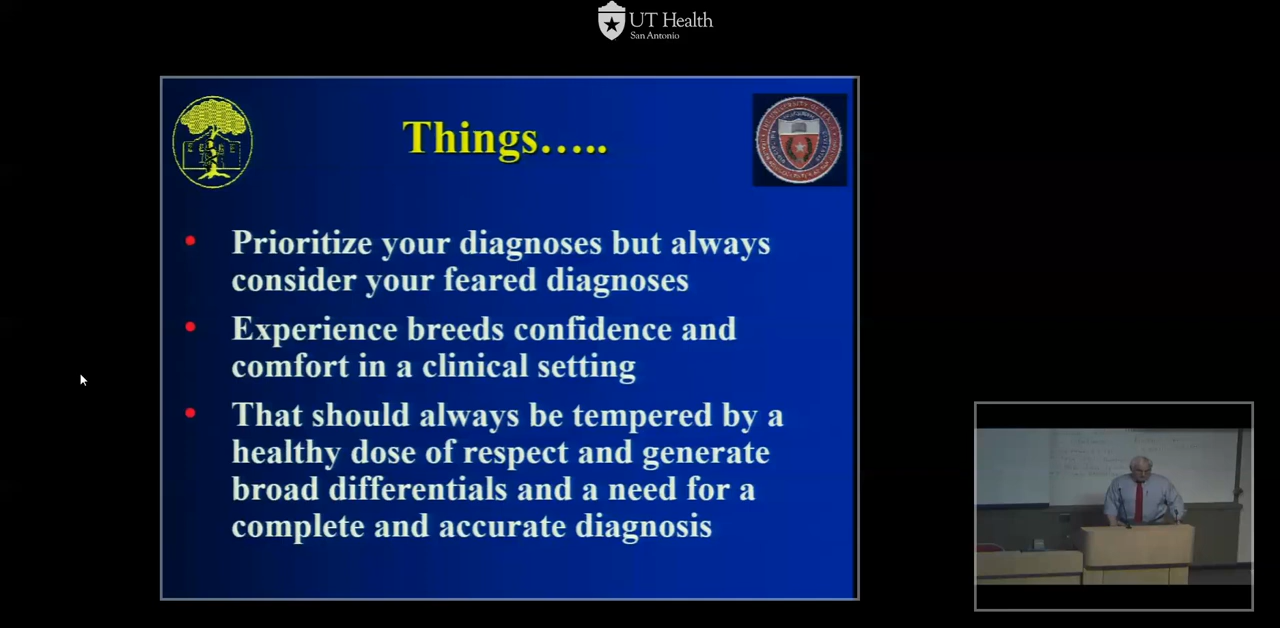 UT Health
San Antonio
Things…..
Prioritize your diagnoses but always
consider your feared diagnoses
Experience breeds confidence and
comfort in a clinical setting
That should always be tempered by a
healthy dose of respect and generate
broad differentials and a need for a
complete and accurate diagnosis